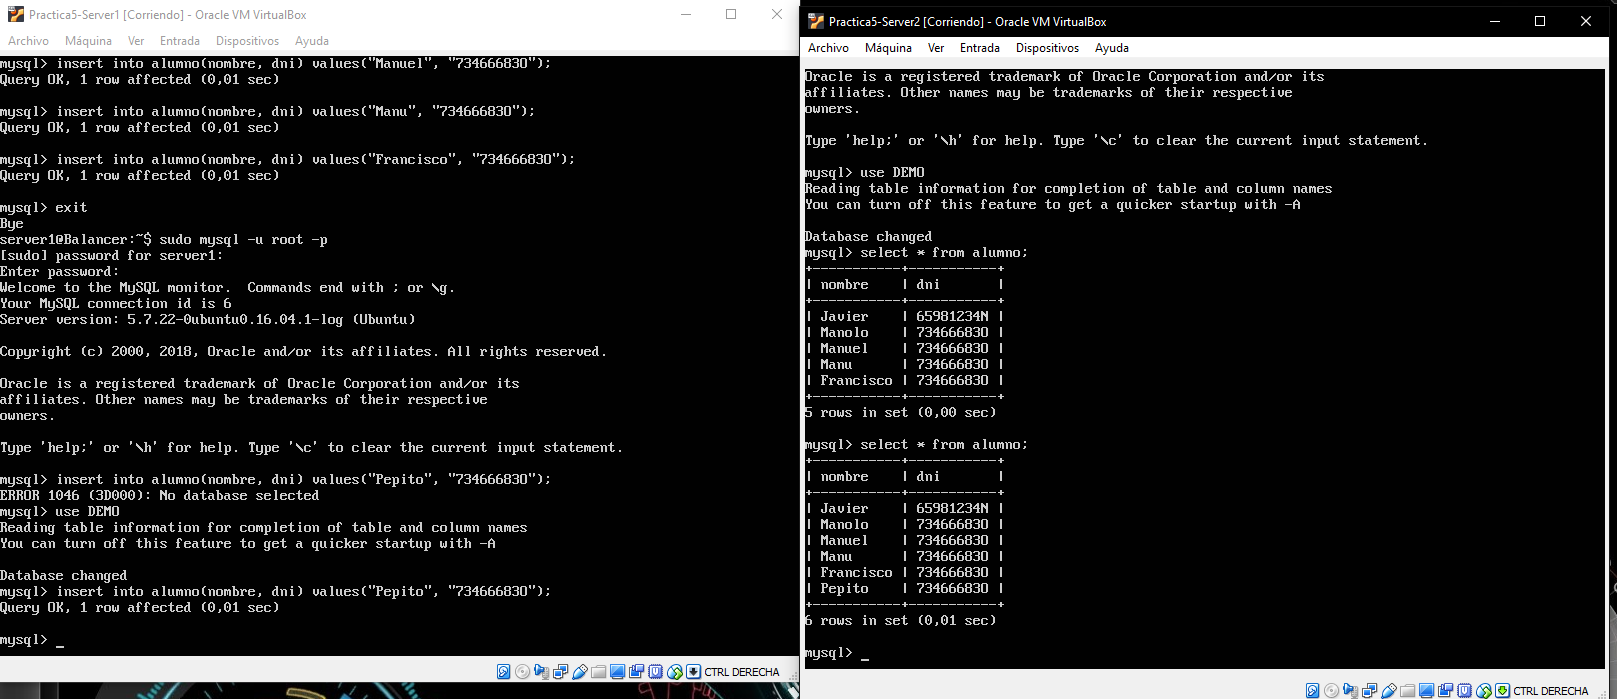 Practica5-Server1 [Corriendo] - Oracle VM VirtualBox
Archivo Máquina Ver Entrada Dispositivos Ayuda
mysql> insert into alumno(nombre, dni) values("Manuel", "734666830");
Query OK, 1 row affected (0,01 sec)
mysql> insert into alumno(nombre, dni) values("Manu", "734666830");
Query OK, 1 row affected (0,01 sec)
mysql> insert into alumno(nombre, dni) values("Francisco", "734666830");
Query OK, 1 row affected (0,01 sec)
mysql> exit
Bye
server1@Balancer:~$ sudo mysql -u root -p
[sudo] password for server1:
Enter password:
Welcome to the MySQL monitor.  Commands end with ; or \g.
Your MySQL connection id is 6
Server version: 5.7.22-0ubuntu0.16.04.1-log (Ubuntu)
Copyright (c) 2000, 2018, Oracle and/or its affiliates. All rights reserved.
Oracle is a registered trademark of Oracle Corporation and/or its
affiliates. Other names may be trademarks of their respective
owners.
Type 'help;' or '\h' for help. Type '\c' to clear the current input statement.
mysql> insert into alumno(nombre, dni) values("Pepito", "734666830");
ERROR 1046 (3D000): No database selected
mysql> use DEMO
Reading table information for completion of table and column names
You can turn off this feature to get a quicker startup with -A
Database changed
mysql> insert into alumno(nombre, dni) values("Pepito", "734666830");
Query OK, 1 row affected (0,01 sec)
mysql> _
CTRL DERECHA
Practica5-Server2 [Corriendo] - Oracle VM VirtualBox
Archivo Máquina Ver Entrada Dispositivos Ayuda
Oracle is a registered trademark of Oracle Corporation and/or its
affiliates. Other names may be trademarks of their respective
owners.
Type 'help;' or '\h' for help. Type '\c' to clear the current input statement.
mysql> use DEMO
Reading table information for completion of table and column names
You can turn off this feature to get a quicker startup with -A
Database changed
mysql> select * from alumno;
+-----------+-----------+
| nombre    | dni       |
+-----------+-----------+
| Javier    | 65981234N |
| Manolo    | 734666830 |
| Manuel    | 734666830 |
| Manu      | 734666830 |
| Francisco | 734666830 |
+-----------+-----------+
5 rows in set (0,00 sec)
mysql> select * from alumno;
+-----------+-----------+
| nombre    | dni       |
+-----------+-----------+
| Javier    | 65981234N |
| Manolo    | 734666830 |
| Manuel    | 734666830 |
| Manu      | 734666830 |
| Francisco | 734666830 |
| Pepito    | 734666830 |
+-----------+-----------+
6 rows in set (0,01 sec)
mysql> _
CTRL DERECHA